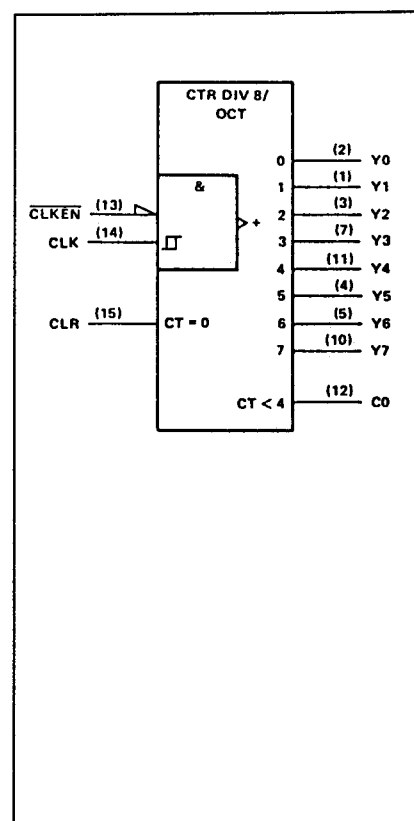 CTR DIV 8/
OCT
&
CLKEN (13)
CLK (14)
+
CLR (15) CT = 0
0 (2) Y0
1 (1) Y1
2 (3) Y2
3 (7) Y3
4 (11) Y4
5 (4) Y5
6 (5) Y6
7 (10) Y7
CT < 4 (12) C0